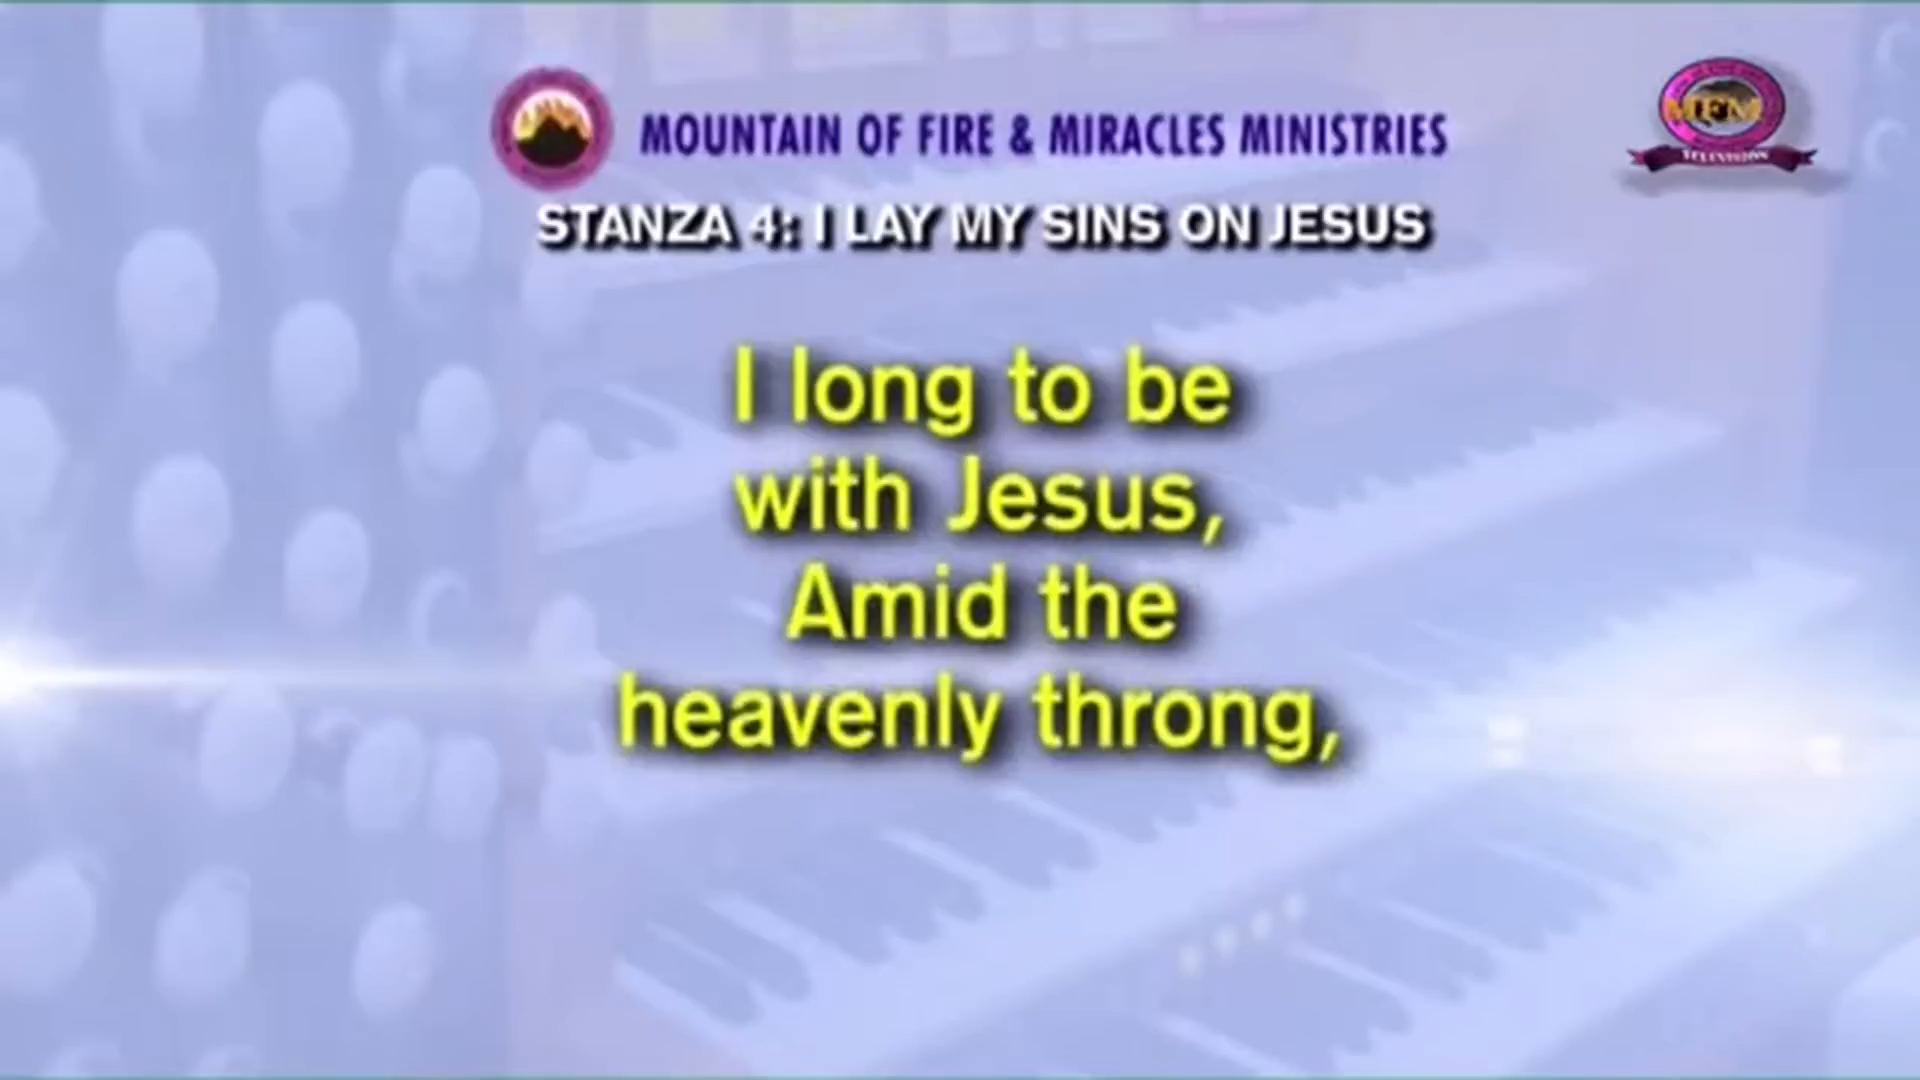 MOUNTAIN OF FIRE & MIRACLES MINISTRIES
MFM
TELEVISION
STANZA 4: I LAY MY SINS ON JESUS
I long to be
with Jesus,
Amid the
heavenly throng,